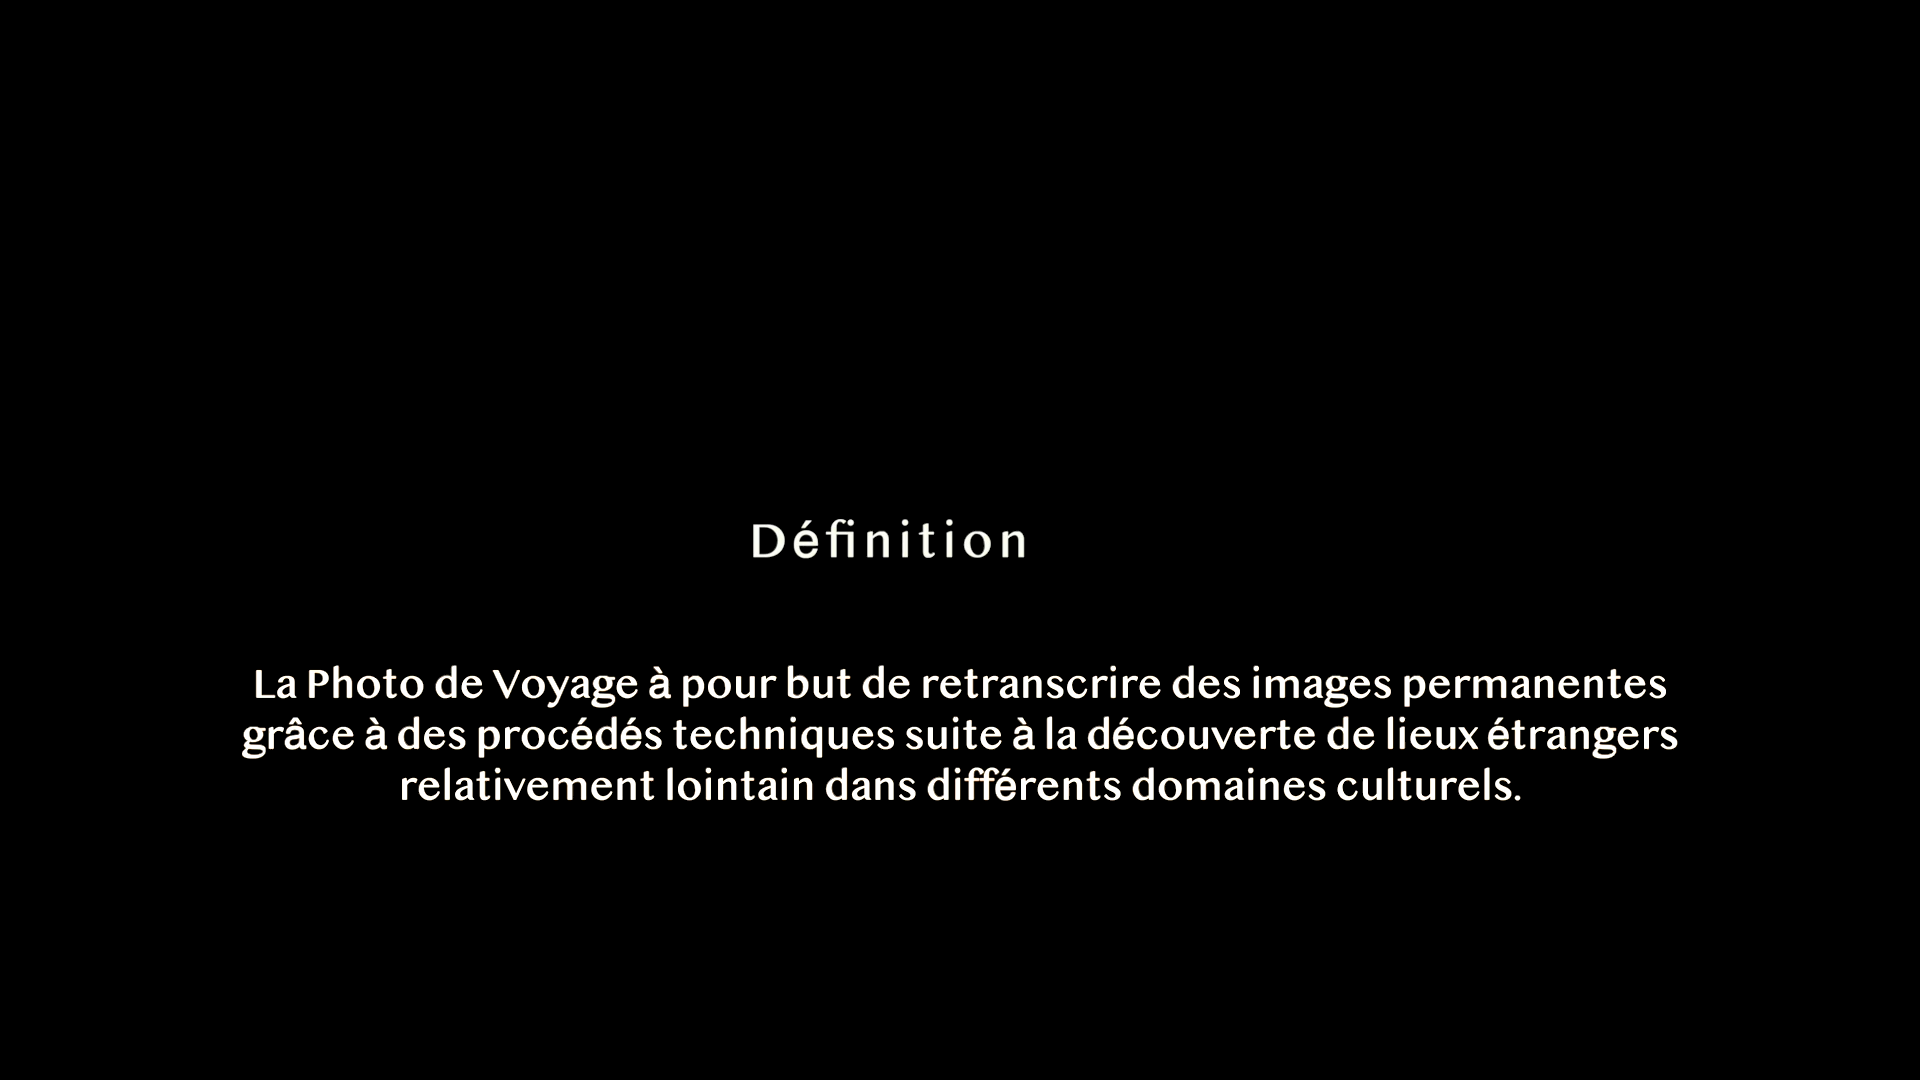 Définition
La Photo de Voyage à pour but de retranscrire des images permanentes
grâce à des procédés techniques suite à la découverte de lieux étrangers
relativement lointain dans différents domaines culturels.